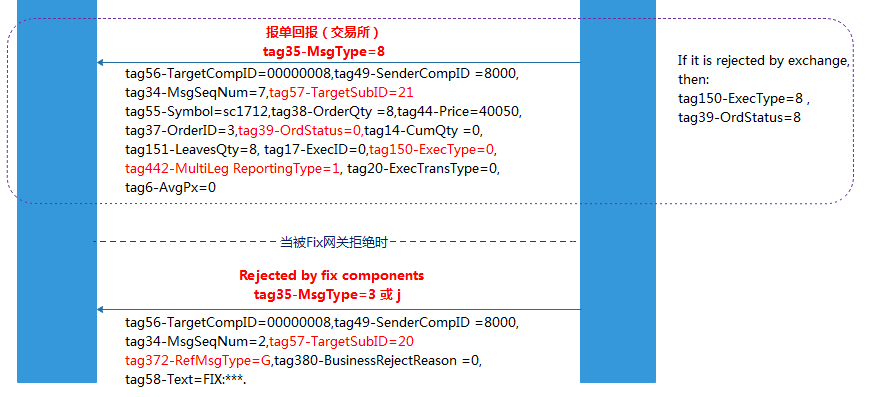 报单回报（交易所）
tag35-MsgType=8
tag56-TargetCompID=00000008,tag49-SenderCompID =8000,
tag34-MsgSeqNum=7,tag57-TargetSubID=21
tag55-Symbol=sc1712,tag38-OrderQty =8,tag44-Price=40050,
tag37-OrderID=3,tag39-OrdStatus=0,tag14-CumQty =0,
tag151-LeavesQty=8, tag17-ExecID=0,tag150-ExecType=0,
tag442-MultiLeg ReportingType=1, tag20-ExecTransType=0,
tag6-AvgPx=0
If it is rejected by exchange,
then:
tag150-ExecType=8 ,
tag39-OrdStatus=8
当被Fix网关拒绝时
Rejected by fix components
tag35-MsgType=3 或 j
tag56-TargetCompID=00000008,tag49-SenderCompID =8000,
tag34-MsgSeqNum=2,tag57-TargetSubID=20
tag372-RefMsgType=G,tag380-BusinessRejectReason =0,
tag58-Text=FIX:***.